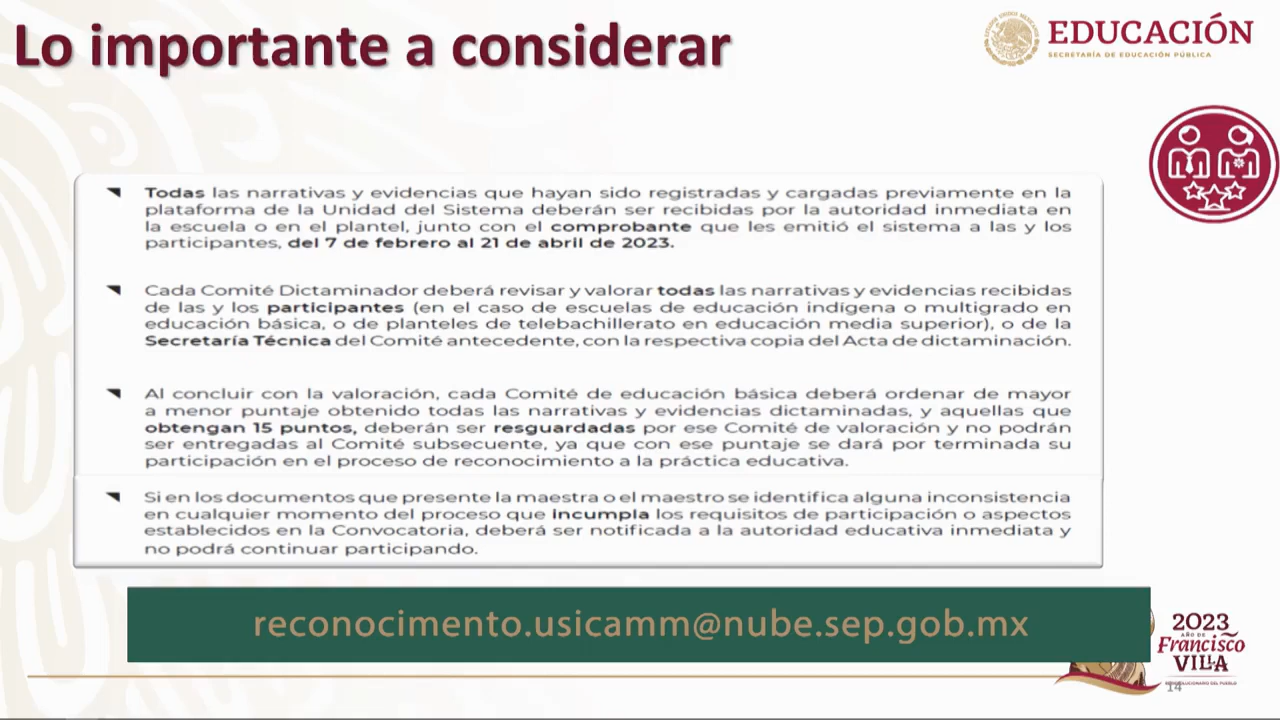 Lo importante a considerar
EDUCACIÓN
SECRETARÍA DE EDUCACIÓN PÚBLICA
Todas las narrativas y evidencias que hayan sido registradas y cargadas previamente en la
plataforma de la Unidad del Sistema deberán ser recibidas por la autoridad inmediata en
la escuela o en el plantel, junto con el comprobante que les emitió el sistema a las y los
participantes, del 7 de febrero al 21 de abril de 2023.
Cada Comité Dictaminador deberá revisar y valorar todas las narrativas y evidencias recibidas
de las y los participantes (en el caso de escuelas de educación indígena o multigrado en
educación básica, o de planteles de telebachillerato en educación media superior), o de la
Secretaría Técnica del Comité antecedente, con la respectiva copia del Acta de dictaminación.
Al concluir con la valoración, cada Comité de educación básica deberá ordenar de mayor
a menor puntaje obtenido todas las narrativas y evidencias dictaminadas, y aquellas que
obtengan 15 puntos, deberán ser resguardadas por ese Comité de valoración y no podrán
ser entregadas al Comité subsecuente, ya que con ese puntaje se dará por terminada su
participación en el proceso de reconocimiento a la práctica educativa.
Si en los documentos que presente la maestra o el maestro se identifica alguna inconsistencia
en cualquier momento del proceso que incumpla los requisitos de participación o aspectos
establecidos en la Convocatoria, deberá ser notificada a la autoridad educativa inmediata y
no podrá continuar participando.
reconocimento.usicamm@nube.sep.gob.mx
2023
AÑO DE
Francisco
VILLA
14